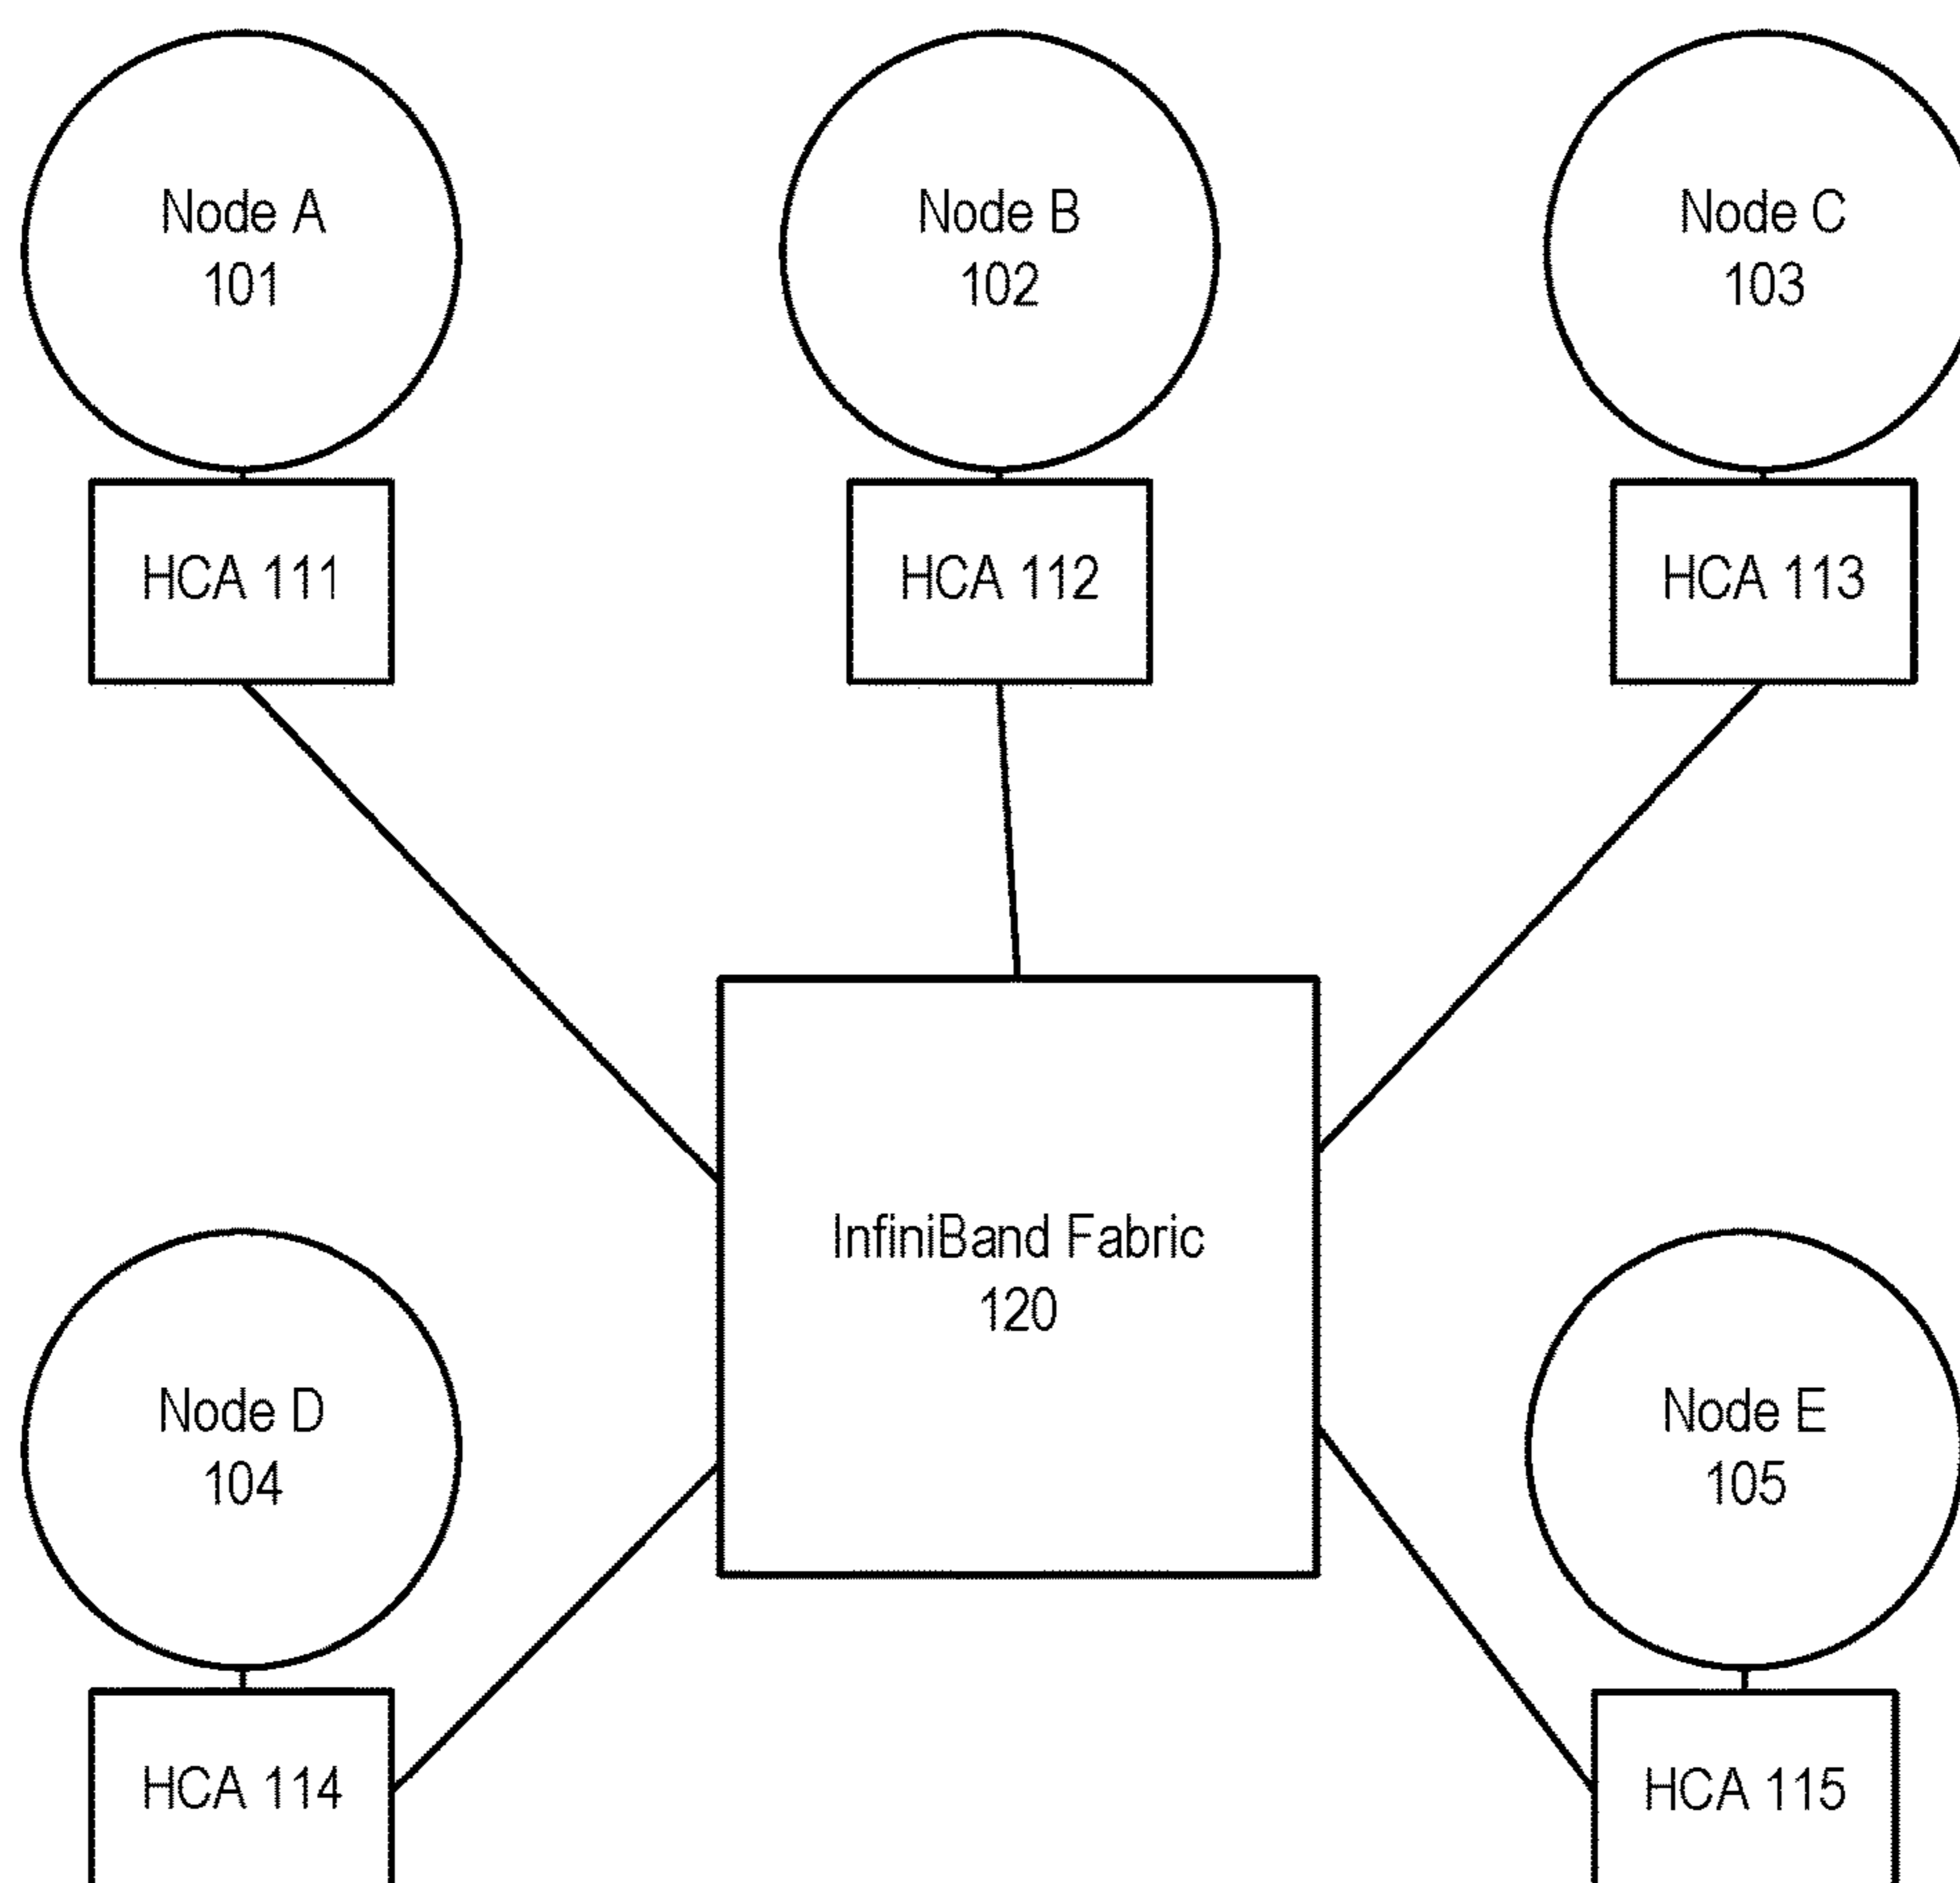 Node A
101
Node B
102
Node C
103
HCA 111
HCA 112
HCA 113
InfiniBand Fabric
120
Node D
104
Node E
105
HCA 114
HCA 115